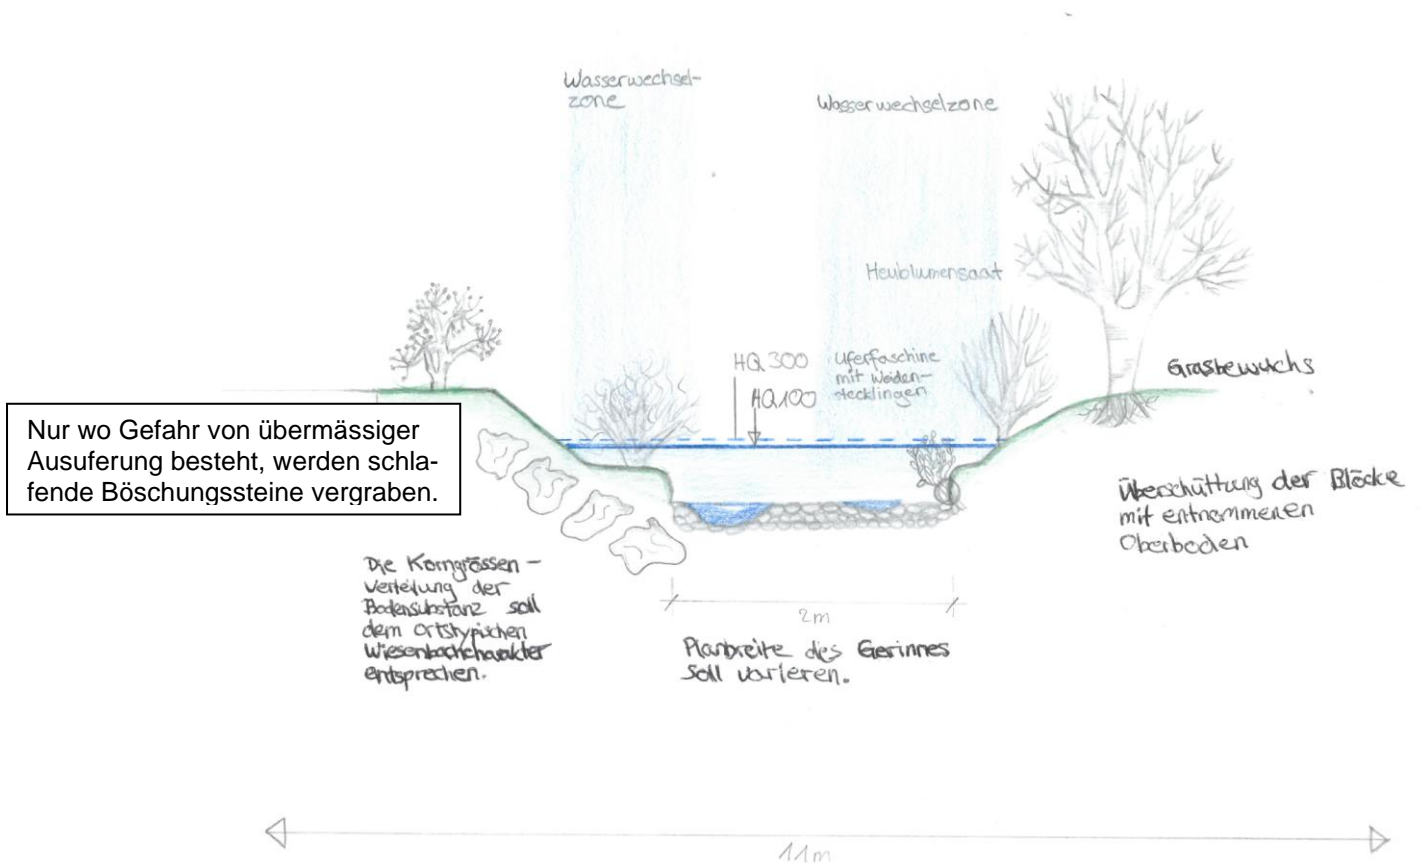 Wasserwechsel-
zone
Wasserwechselzone
Heublumensaat
HQ 300
HQ100
Uferfaschine
mit Weiden-
stecklingen
Grasbewuchs
Nur wo Gefahr von übermässiger
Ausuferung besteht, werden schla-
fende Böschungssteine vergraben.
Überschüttung der Blöcke
mit entnommenen
Oberboden
Die Korngrössen-
verteilung der
Bodensubstanz soll
dem ortstypischen
Wiesenbachcharakter
entsprechen.
2m
Planbreite des Gerinnes
soll varieren.
11m